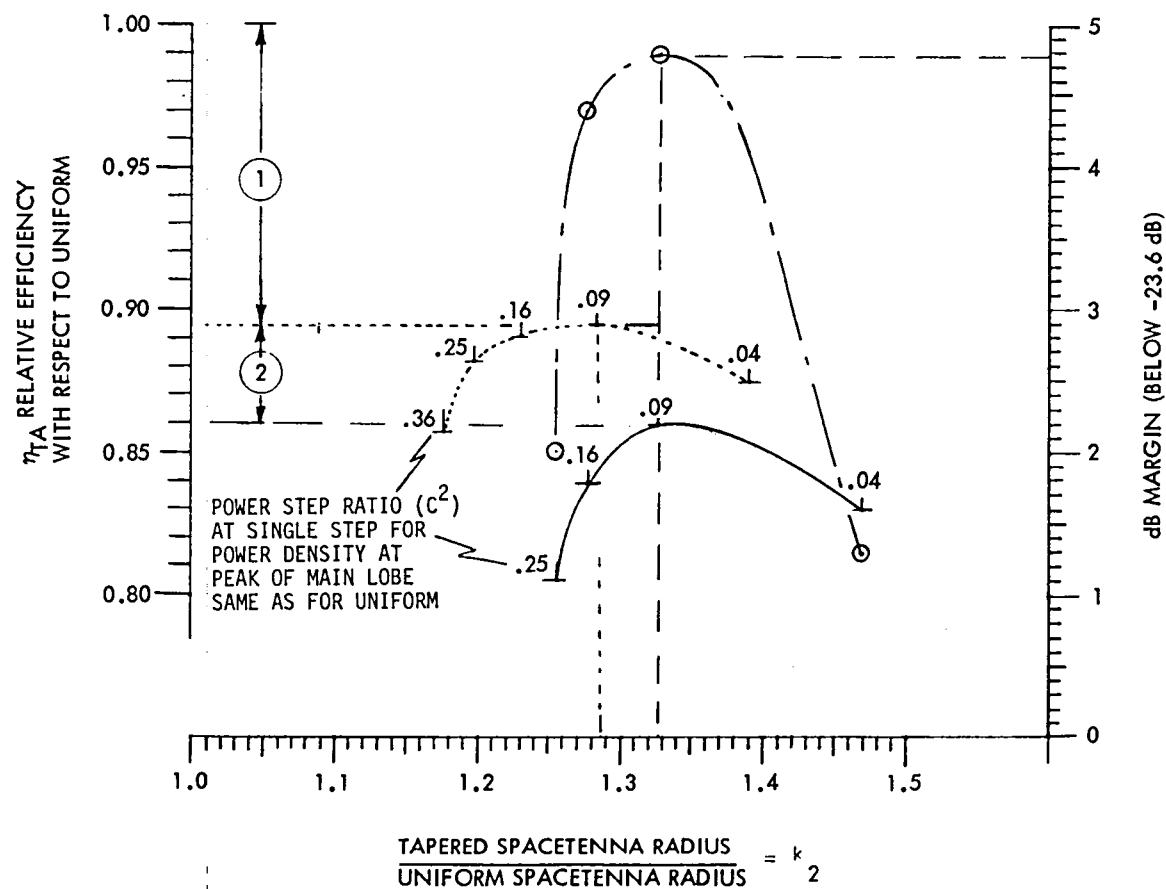 η_TA RELATIVE EFFICIENCY
WITH RESPECT TO UNIFORM
1.00
0.95
0.90
0.85
0.80
1
2
.36
.25
.16
.09
.04
.25
.16
.09
.04
POWER STEP RATIO (C²)
AT SINGLE STEP FOR
POWER DENSITY AT
PEAK OF MAIN LOBE
SAME AS FOR UNIFORM
5
4
3
2
1
0
dB MARGIN (BELOW -23.6 dB)
1.0
1.1
1.2
1.3
1.4
1.5
TAPERED SPACETENNA RADIUS
UNIFORM SPACETENNA RADIUS
= k₂